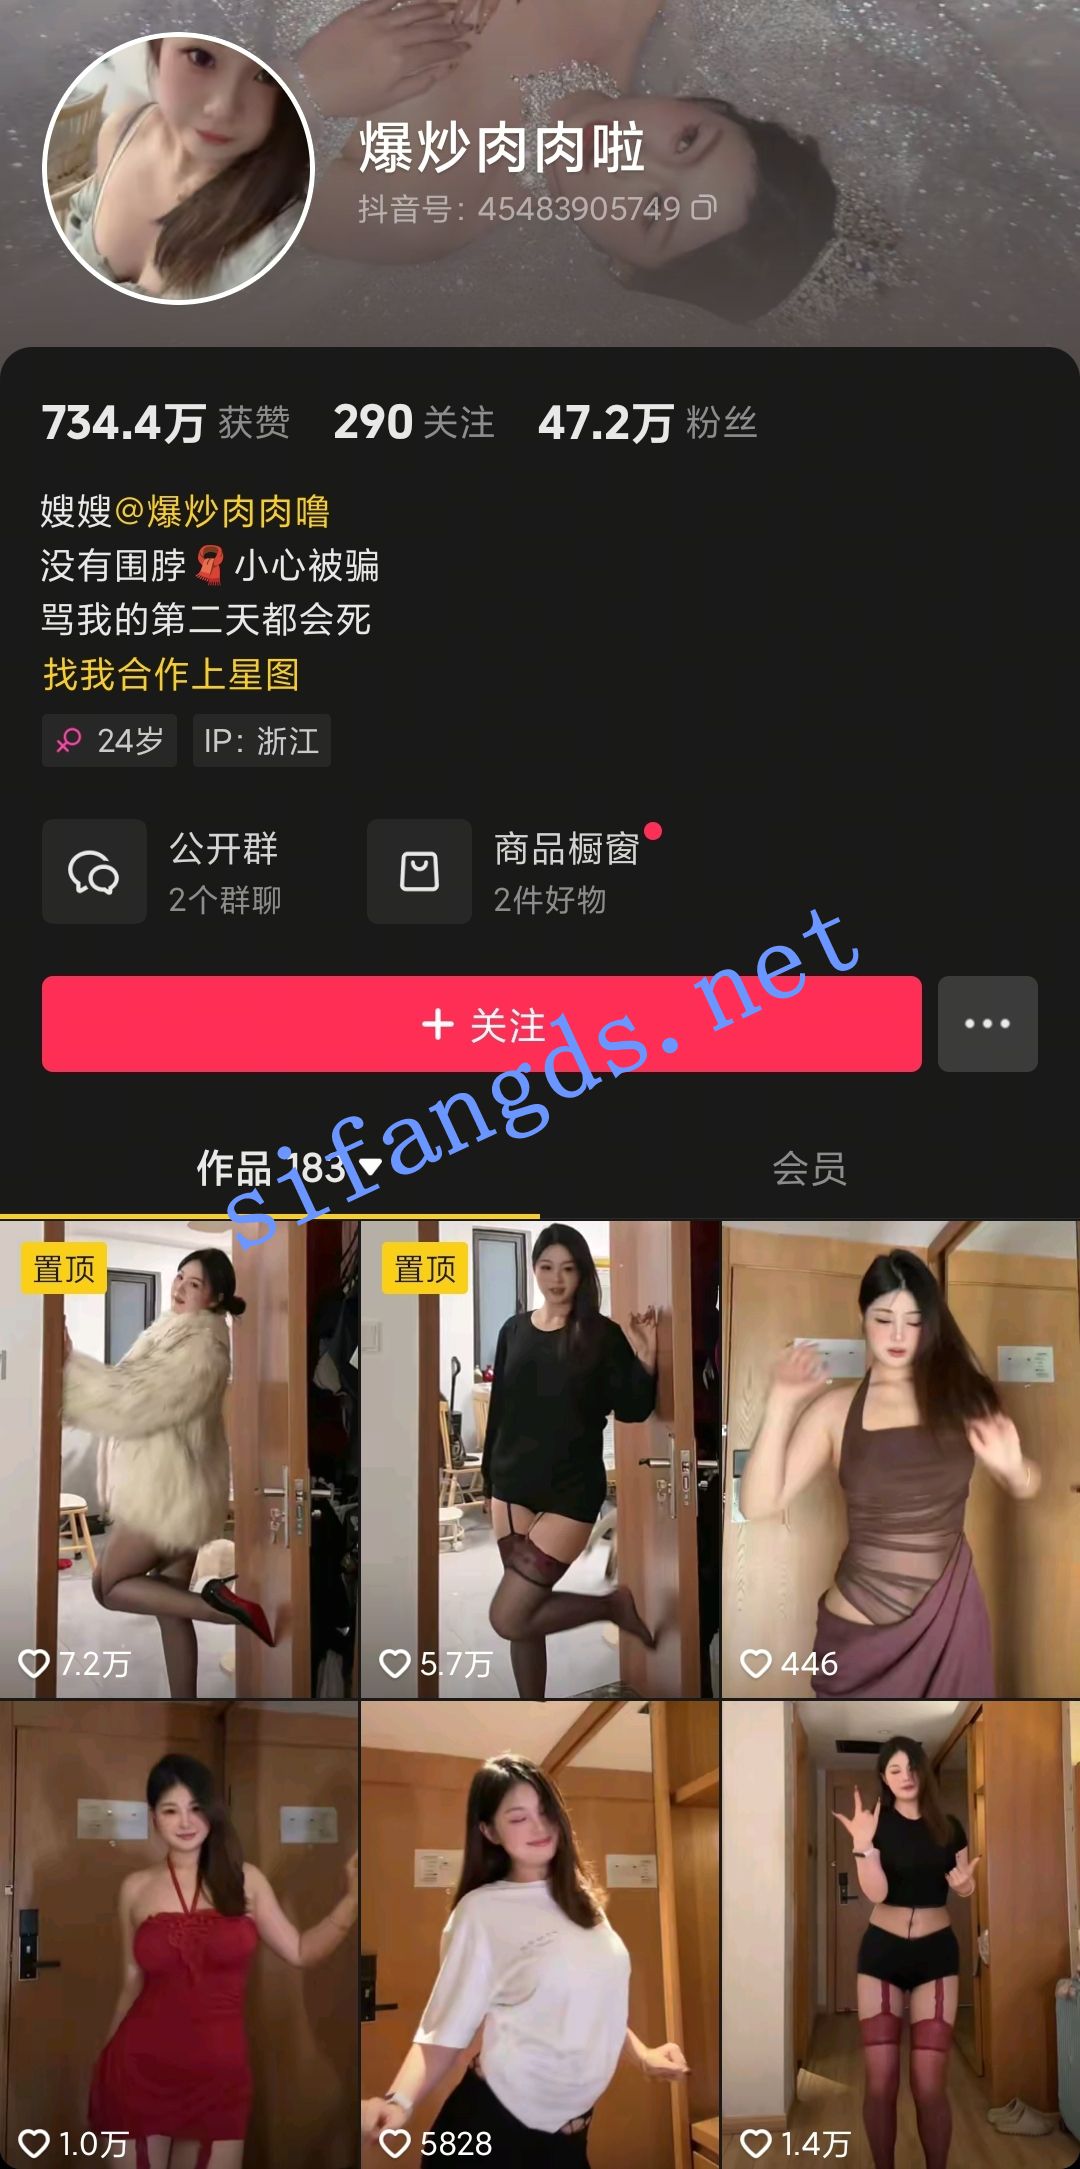 爆炒肉肉啦
抖音号：45483905749
734.4万 获赞 290 关注 47.2万 粉丝
嫂嫂@爆炒肉肉噜
没有围脖🧣小心被骗
骂我的第二天都会死
找我合作上星图
24岁 IP：浙江
公开群 商品橱窗
2个群聊 2件好物
+ 关注
sifangds.net
作品 183 会员
置顶 置顶
7.2万 5.7万 446
1.0万 5828 1.4万